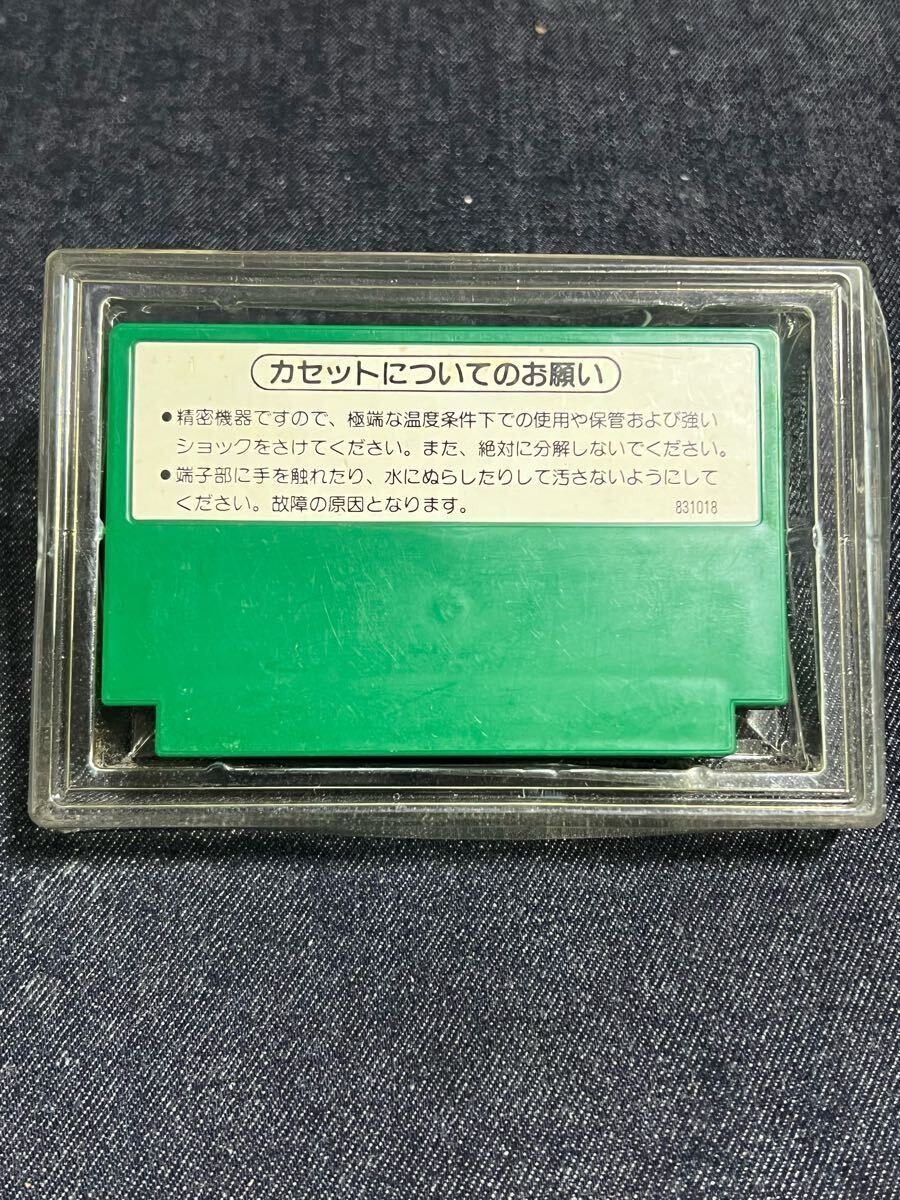 カセットについてのお願い
●精密機器ですので、極端な温度条件下での使用や保管および強い
ショックをさけてください。また、絶対に分解しないでください。
●端子部に手を触れたり、水にぬらしたりして汚さないようにして
ください。故障の原因となります。
831018